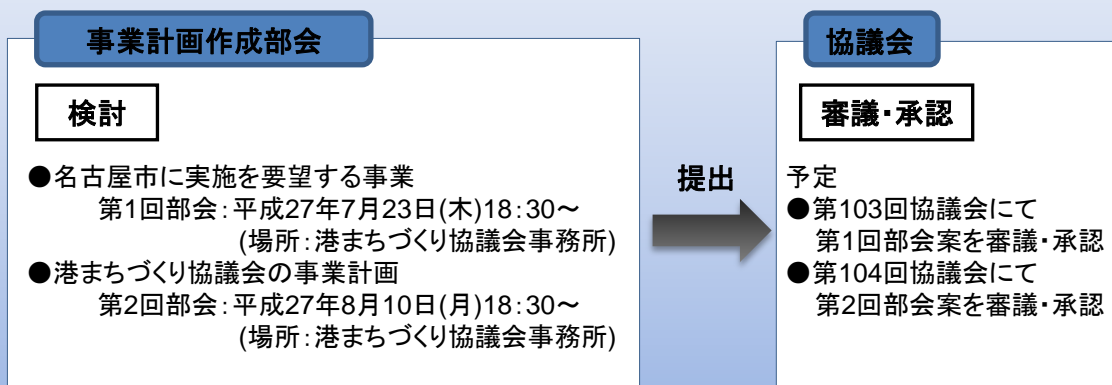 事業計画作成部会
検討
●名古屋市に実施を要望する事業
第1回部会：平成27年7月23日(木)18：30～
(場所：港まちづくり協議会事務所)
●港まちづくり協議会の事業計画
第2回部会：平成27年8月10日(月)18：30～
(場所：港まちづくり協議会事務所)
提出
協議会
審議・承認
予定
●第103回協議会にて
第1回部会案を審議・承認
●第104回協議会にて
第2回部会案を審議・承認